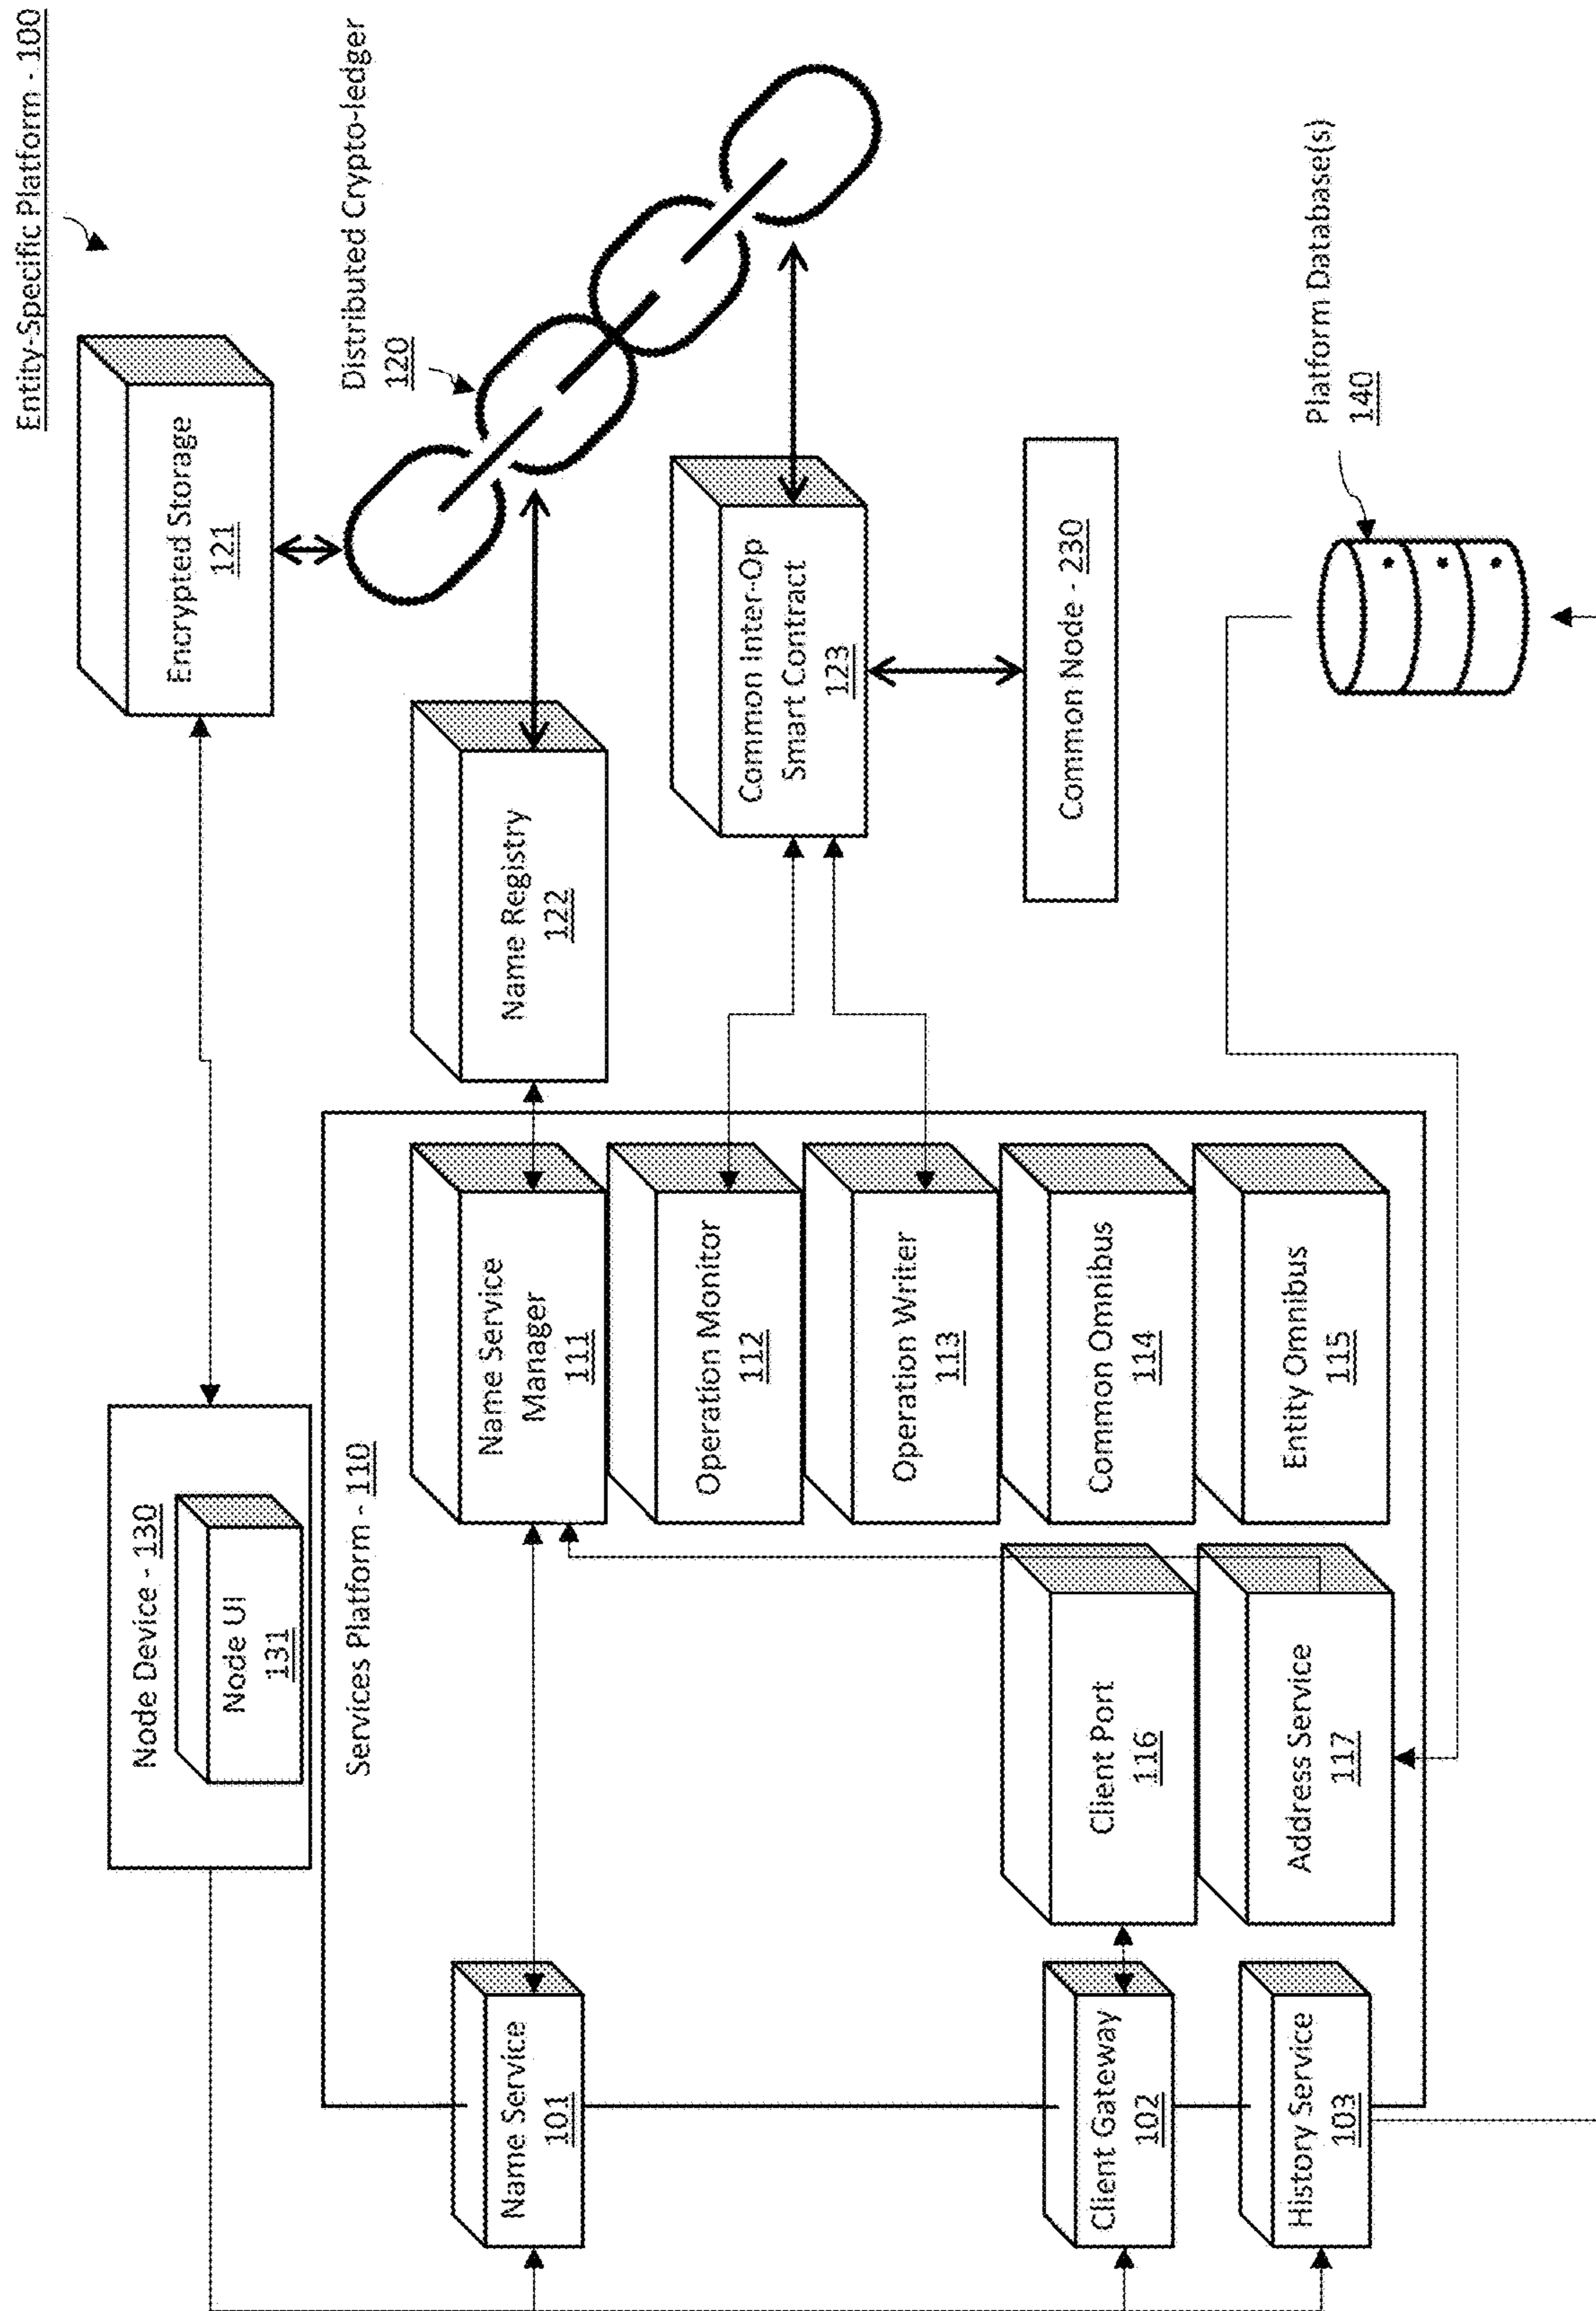 Entity-Specific Platform - 100
Node Device - 130
Node UI
131
Encrypted Storage
121
Distributed Crypto-ledger
120
Services Platform - 110
Name Service
101
Name Service
Manager
111
Name Registry
122
Operation Monitor
112
Common Inter-Op
Smart Contract
123
Operation Writer
113
Common Node - 230
Client Gateway
102
Client Port
116
Common Omnibus
114
History Service
103
Address Service
117
Entity Omnibus
115
Platform Database(s)
140